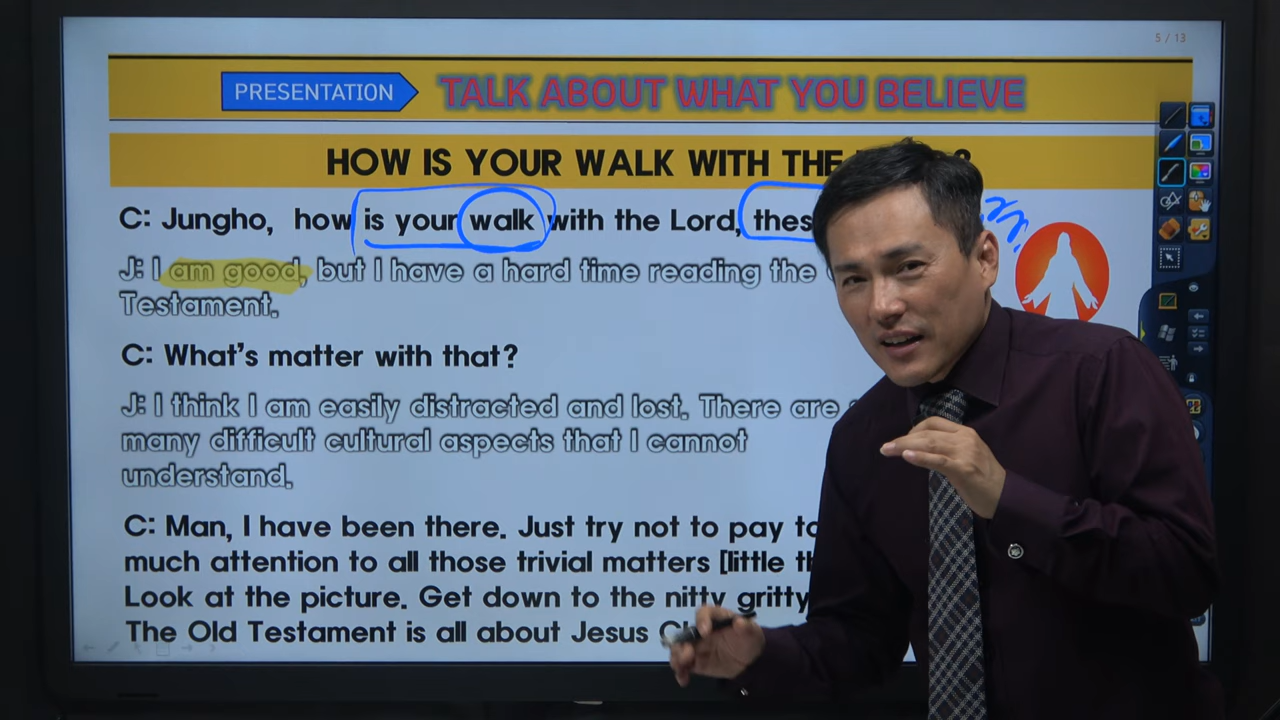 5 / 13
PRESENTATION
TALK ABOUT WHAT YOU BELIEVE
HOW IS YOUR WALK WITH THE
C: Jungho, how is your walk with the Lord,
J: I am good, but I have a hard time reading the
Testament.
C: What's matter with that?
J: I think I am easily distracted and lost. There are
many difficult cultural aspects that I cannot
understand.
C: Man, I have been there. Just try not to pay
much attention to all those trivial matters [little
Look at the picture. Get down to the nitty gritty
The Old Testament is all about Jesus